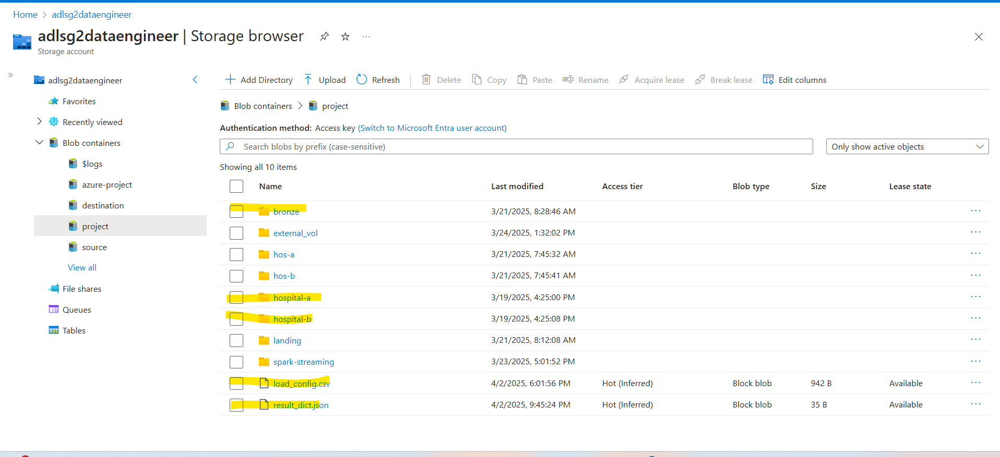 Home > adlsg2dataengineer
adlsg2dataengineer | Storage browser
Storage account
adlsg2dataengineer
Favorites
Recently viewed
Blob containers
$logs
azure-project
destination
project
source
View all
File shares
Queues
Tables
Add Directory Upload Refresh Delete Copy Paste Rename Acquire lease Break lease Edit columns
Blob containers > project
Authentication method: Access key (Switch to Microsoft Entra user account)
Search blobs by prefix (case-sensitive) Only show active objects
Showing all 10 items
Name Last modified Access tier Blob type Size Lease state
bronze 3/21/2025, 8:28:46 AM
external_vol 3/24/2025, 1:32:02 PM
hos-a 3/21/2025, 7:45:32 AM
hos-b 3/21/2025, 7:45:41 AM
hospital-a 3/19/2025, 4:25:00 PM
hospital-b 3/19/2025, 4:25:08 PM
landing 3/21/2025, 8:12:08 AM
spark-streaming 3/23/2025, 5:01:52 PM
load_config.csv 4/2/2025, 6:01:56 PM Hot (Inferred) Block blob 942 B Available
result_dict.json 4/2/2025, 9:45:24 PM Hot (Inferred) Block blob 35 B Available